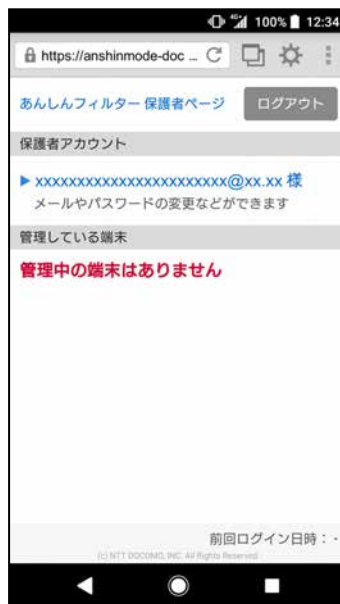 4G 100% 12:34
https://anshinmode-doc ...
あんしんフィルター 保護者ページ
ログアウト
保護者アカウント
▶ xxxxxxxxxxxxxxxxxxxxxxx@xx.xx 様
メールやパスワードの変更などができます
管理している端末
管理中の端末はありません
前回ログイン日時：-
(c) NTT DOCOMO, INC. All Rights Reserved.